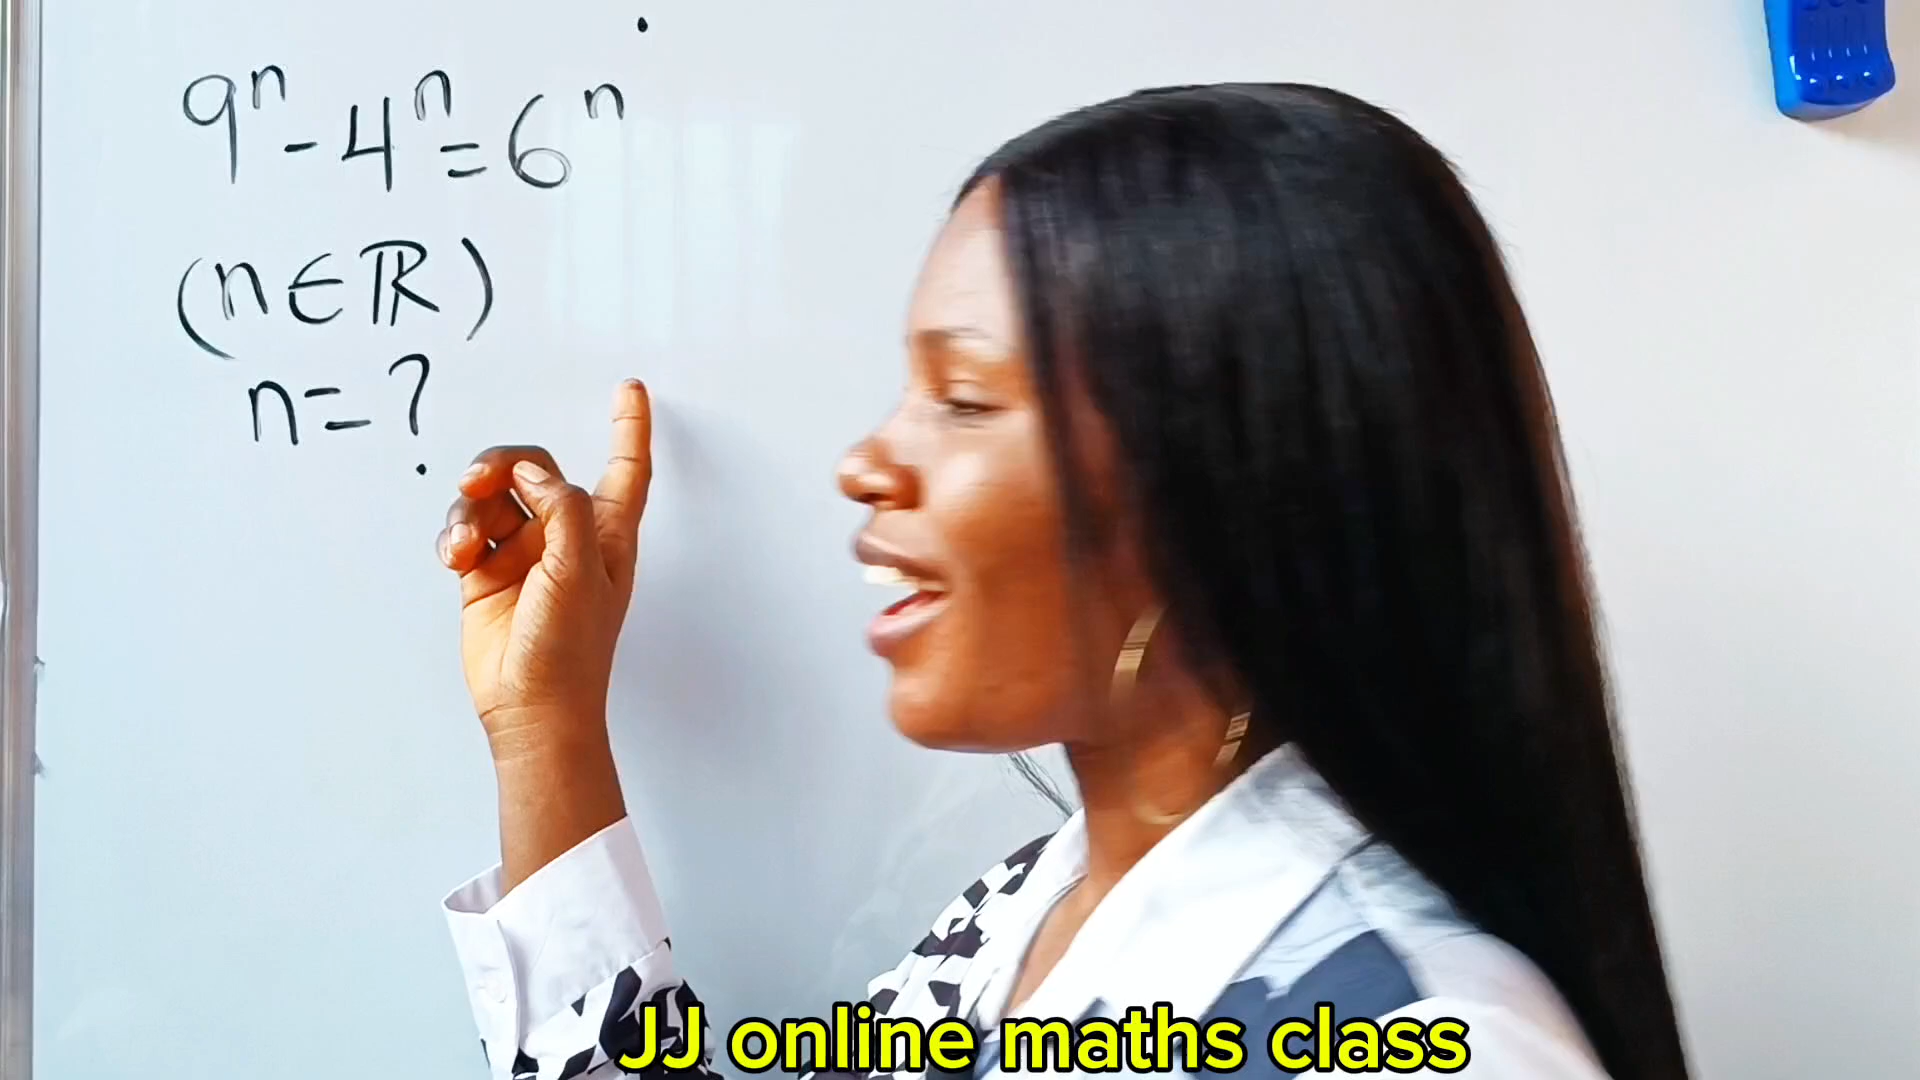 9ⁿ - 4ⁿ = 6ⁿ
(n ∈ ℝ)
n = ?
JJ online maths class